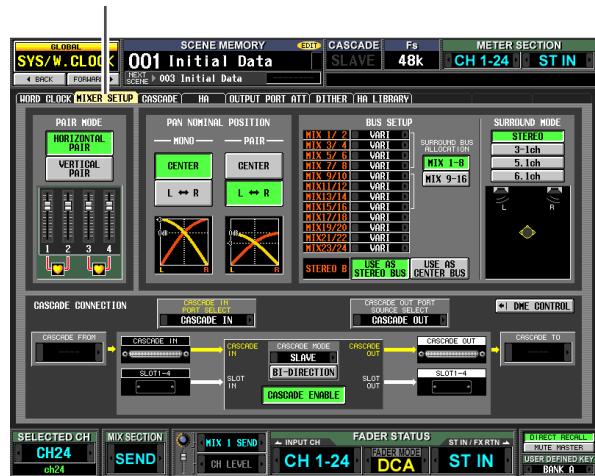 GLOBAL
SYS/W.CLOCK
BACK
FORWARD
SCENE MEMORY
EDIT
001 Initial Data
NEXT SCENE 003 Initial Data
CASCADE
SLAVE
Fs
48k
METER SECTION
CH 1-24
ST IN
WORD CLOCK
MIXER SETUP
CASCADE
HA
OUTPUT PORT ATT
DITHER
HA LIBRARY
PAIR MODE
HORIZONTAL PAIR
VERTICAL PAIR
1 2 3 4
PAN NOMINAL POSITION
MONO
PAIR
CENTER
CENTER
L ↔ R
L ↔ R
0dB
0dB
L R
L R
BUS SETUP
MIX 1/ 2 VARI
MIX 3/ 4 VARI
MIX 5/ 6 VARI
MIX 7/ 8 VARI
MIX 9/10 VARI
MIX11/12 VARI
MIX13/14 VARI
MIX15/16 VARI
MIX17/18 VARI
MIX19/20 VARI
MIX21/22 VARI
MIX23/24 VARI
SURROUND BUS ALLOCATION
MIX 1-8
MIX 9-16
STEREO B
USE AS STEREO BUS
USE AS CENTER BUS
SURROUND MODE
STEREO
3-1ch
5.1ch
6.1ch
L R
CASCADE CONNECTION
CASCADE IN PORT SELECT
CASCADE IN
CASCADE OUT PORT SOURCE SELECT
CASCADE OUT
DME CONTROL
CASCADE FROM
CASCADE IN
SLOT1-4
CASCADE IN
SLOT IN
CASCADE MODE
SLAVE
BI-DIRECTION
CASCADE ENABLE
CASCADE OUT
SLOT OUT
CASCADE OUT
SLOT1-4
CASCADE TO
SELECTED CH
CH24
ch24
MIX SECTION
SEND
MIX 1 SEND
CH LEVEL
FADER STATUS
INPUT CH
CH 1-24
FADER MODE
DCA
ST IN/FX RTN
ST IN
DIRECT RECALL
MUTE MASTER
USER DEFINED KEY
BANK A